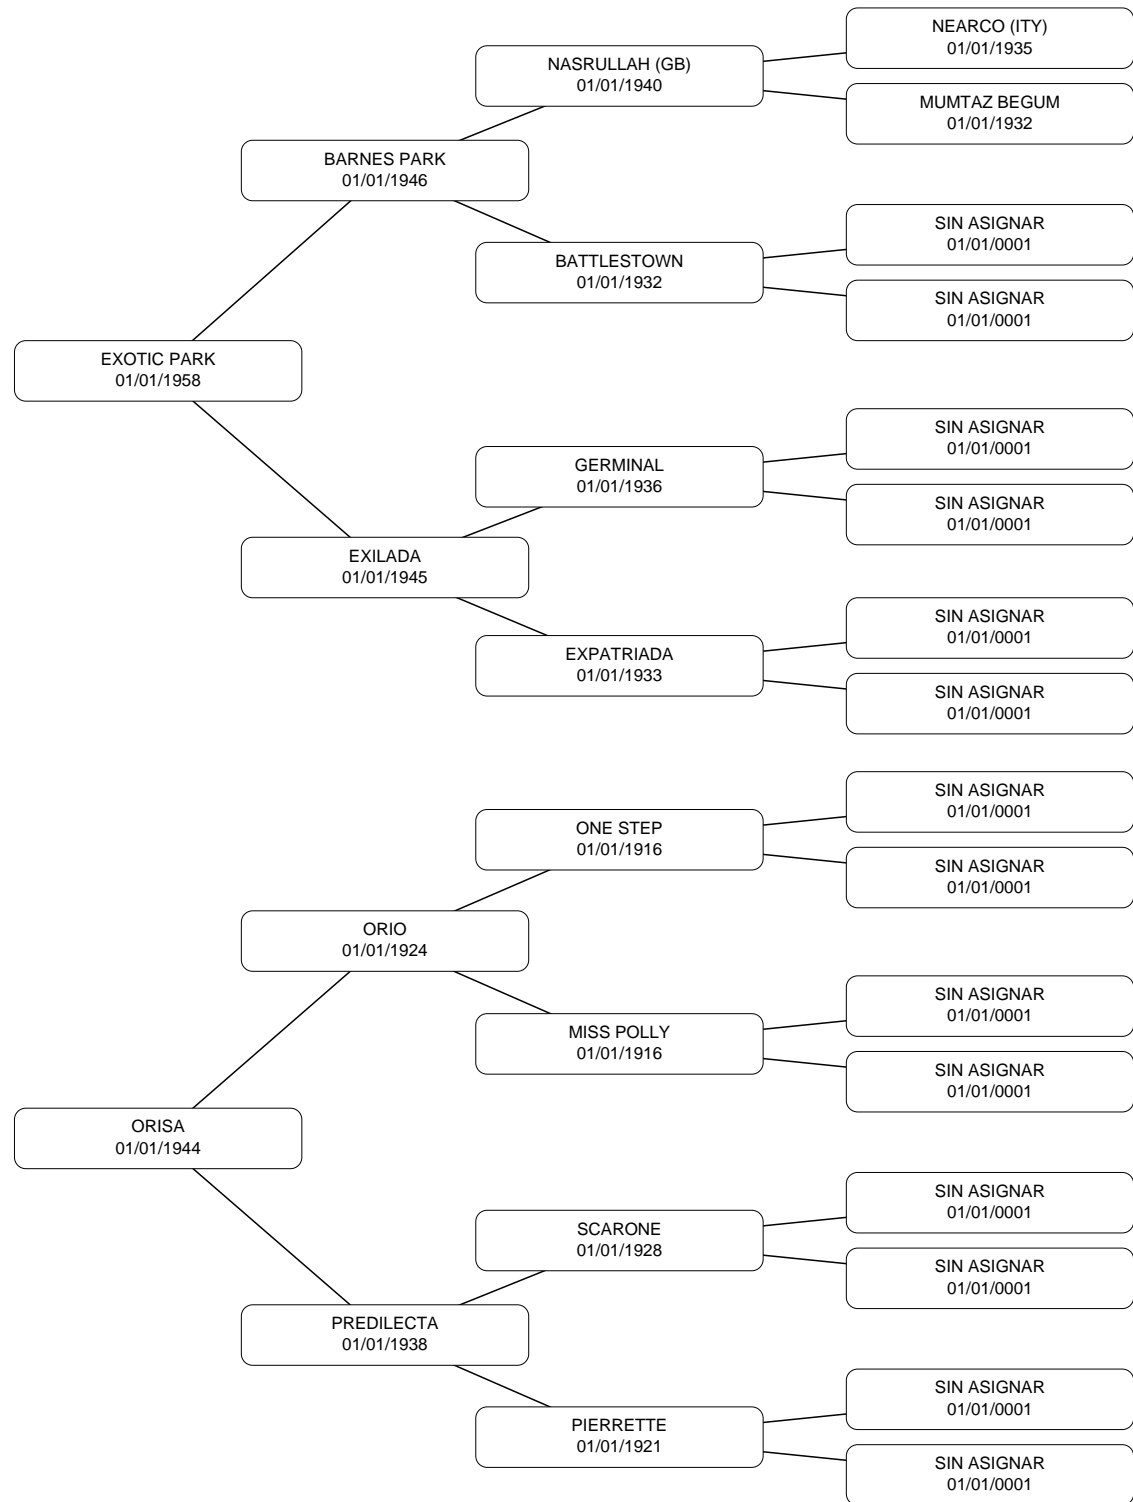 NEARCO (ITY)
01/01/1935
NASRULLAH (GB)
01/01/1940
MUMTAZ BEGUM
01/01/1932
BARNES PARK
01/01/1946
SIN ASIGNAR
01/01/0001
BATTLESTOWN
01/01/1932
SIN ASIGNAR
01/01/0001
EXOTIC PARK
01/01/1958
SIN ASIGNAR
01/01/0001
GERMINAL
01/01/1936
SIN ASIGNAR
01/01/0001
EXILADA
01/01/1945
SIN ASIGNAR
01/01/0001
EXPATRIADA
01/01/1933
SIN ASIGNAR
01/01/0001
SIN ASIGNAR
01/01/0001
ONE STEP
01/01/1916
SIN ASIGNAR
01/01/0001
ORIO
01/01/1924
SIN ASIGNAR
01/01/0001
MISS POLLY
01/01/1916
SIN ASIGNAR
01/01/0001
ORISA
01/01/1944
SIN ASIGNAR
01/01/0001
SCARONE
01/01/1928
SIN ASIGNAR
01/01/0001
PREDILECTA
01/01/1938
SIN ASIGNAR
01/01/0001
PIERRETTE
01/01/1921
SIN ASIGNAR
01/01/0001